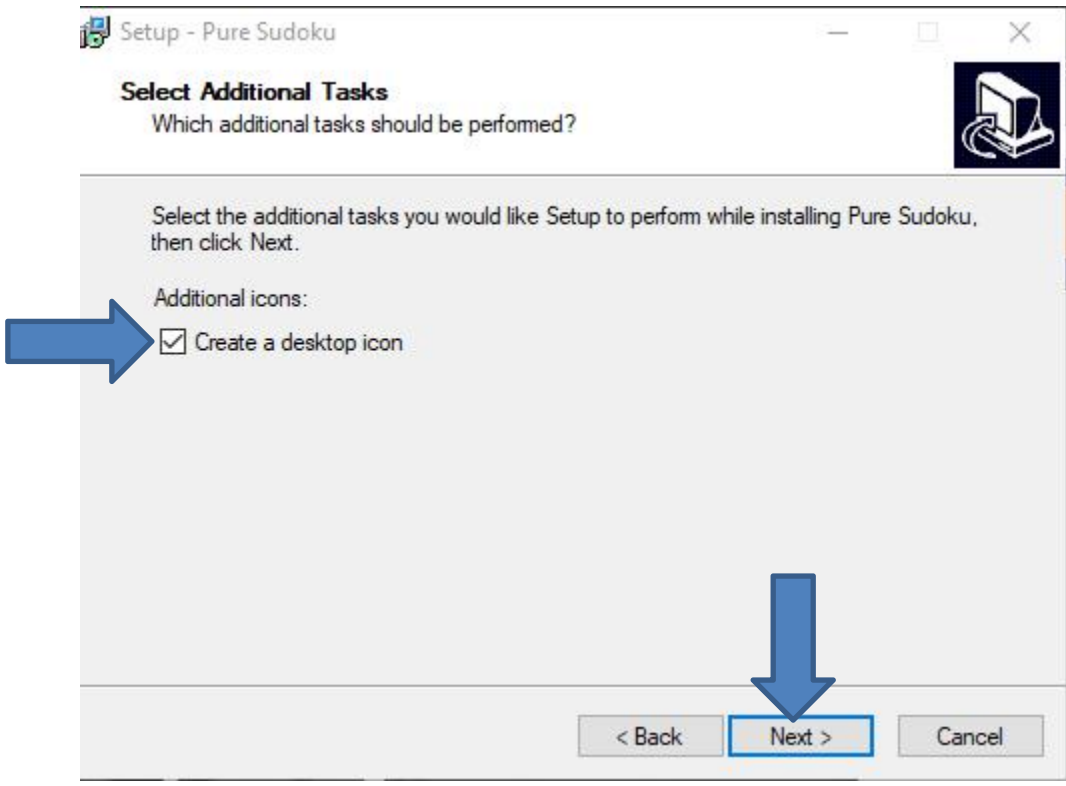 Setup - Pure Sudoku
Select Additional Tasks
Which additional tasks should be performed?
Select the additional tasks you would like Setup to perform while installing Pure Sudoku,
then click Next.
Additional icons:
Create a desktop icon
< Back Next > Cancel